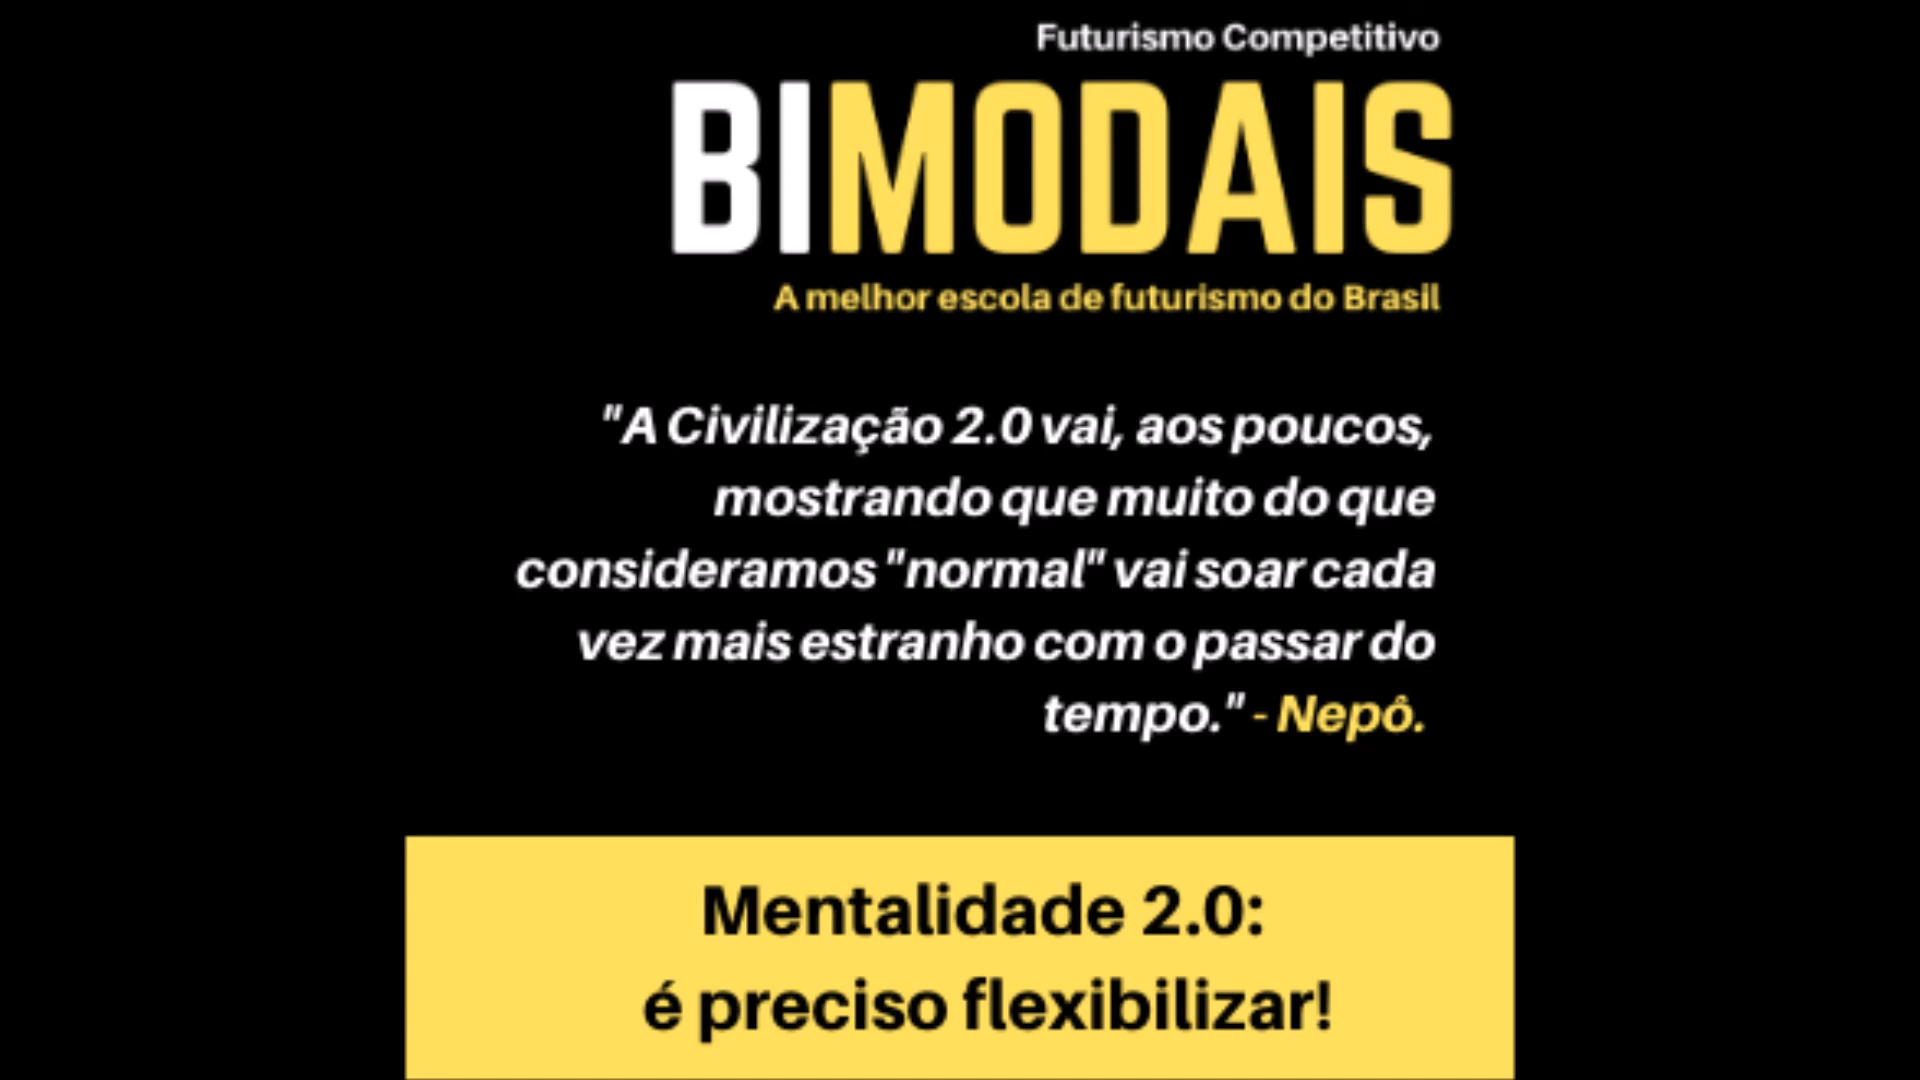 Futurismo Competitivo
BIMODAIS
A melhor escola de futurismo do Brasil
"A Civilização 2.0 vai, aos poucos,
mostrando que muito do que
consideramos "normal" vai soar cada
vez mais estranho com o passar do
tempo." - Nepô.
Mentalidade 2.0:
é preciso flexibilizar!